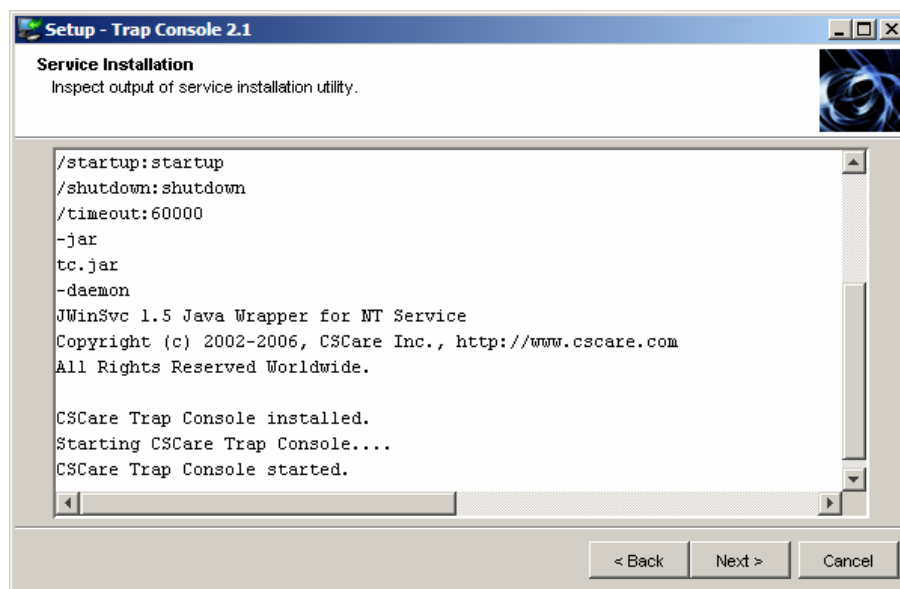 Setup - Trap Console 2.1
Service Installation
Inspect output of service installation utility.
/startup:startup
/shutdown:shutdown
/timeout:60000
-jar
tc.jar
-daemon
JWinSvc 1.5 Java Wrapper for NT Service
Copyright (c) 2002-2006, CSCare Inc., http://www.cscare.com
All Rights Reserved Worldwide.
CSCare Trap Console installed.
Starting CSCare Trap Console....
CSCare Trap Console started.
< Back Next > Cancel